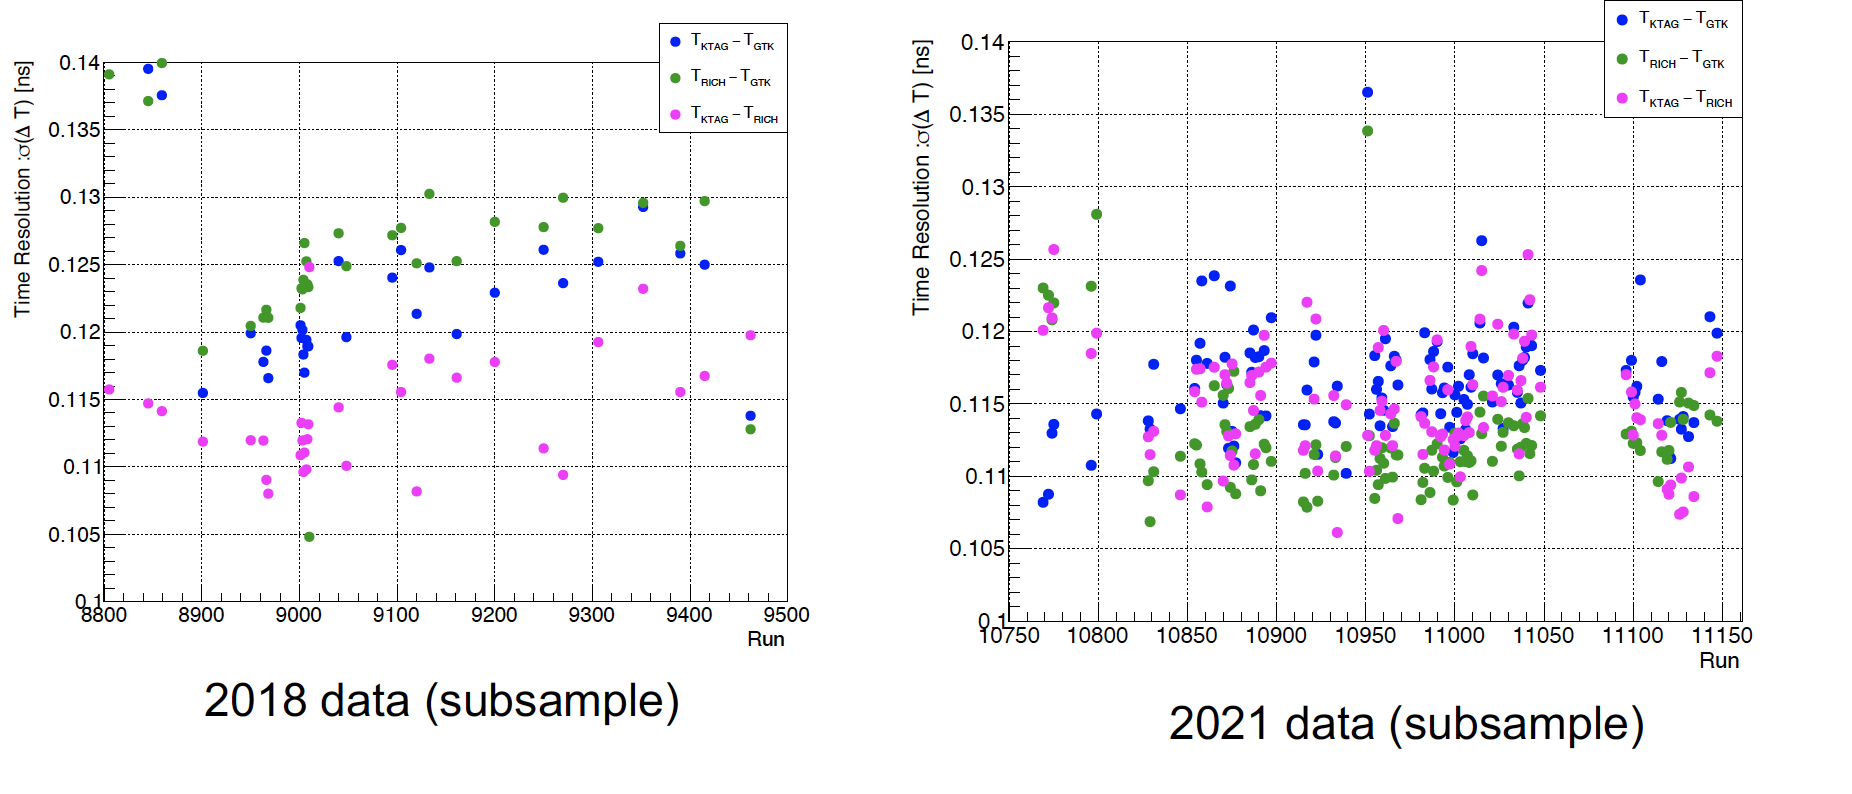 T_KTAG – T_GTK
T_RICH – T_GTK
T_KTAG – T_RICH
Time Resolution :σ(Δ T) [ns]
0.14
0.135
0.13
0.125
0.12
0.115
0.11
0.105
0.1
8800 8900 9000 9100 9200 9300 9400 9500
Run
2018 data (subsample)
T_KTAG – T_GTK
T_RICH – T_GTK
T_KTAG – T_RICH
Time Resolution :σ(Δ T) [ns]
0.14
0.135
0.13
0.125
0.12
0.115
0.11
0.105
0.1
10750 10800 10850 10900 10950 11000 11050 11100 11150
Run
2021 data (subsample)